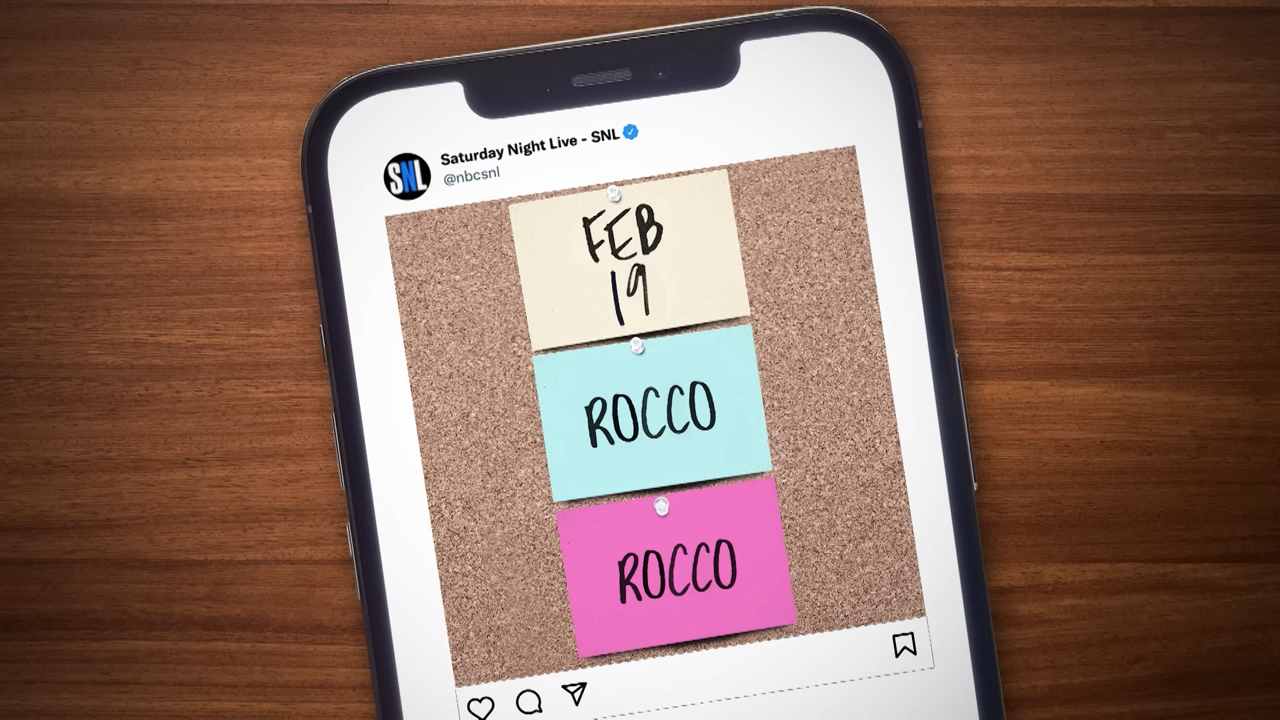 SNL
Saturday Night Live - SNL
@nbcsnl
FEB
19
ROCCO
ROCCO